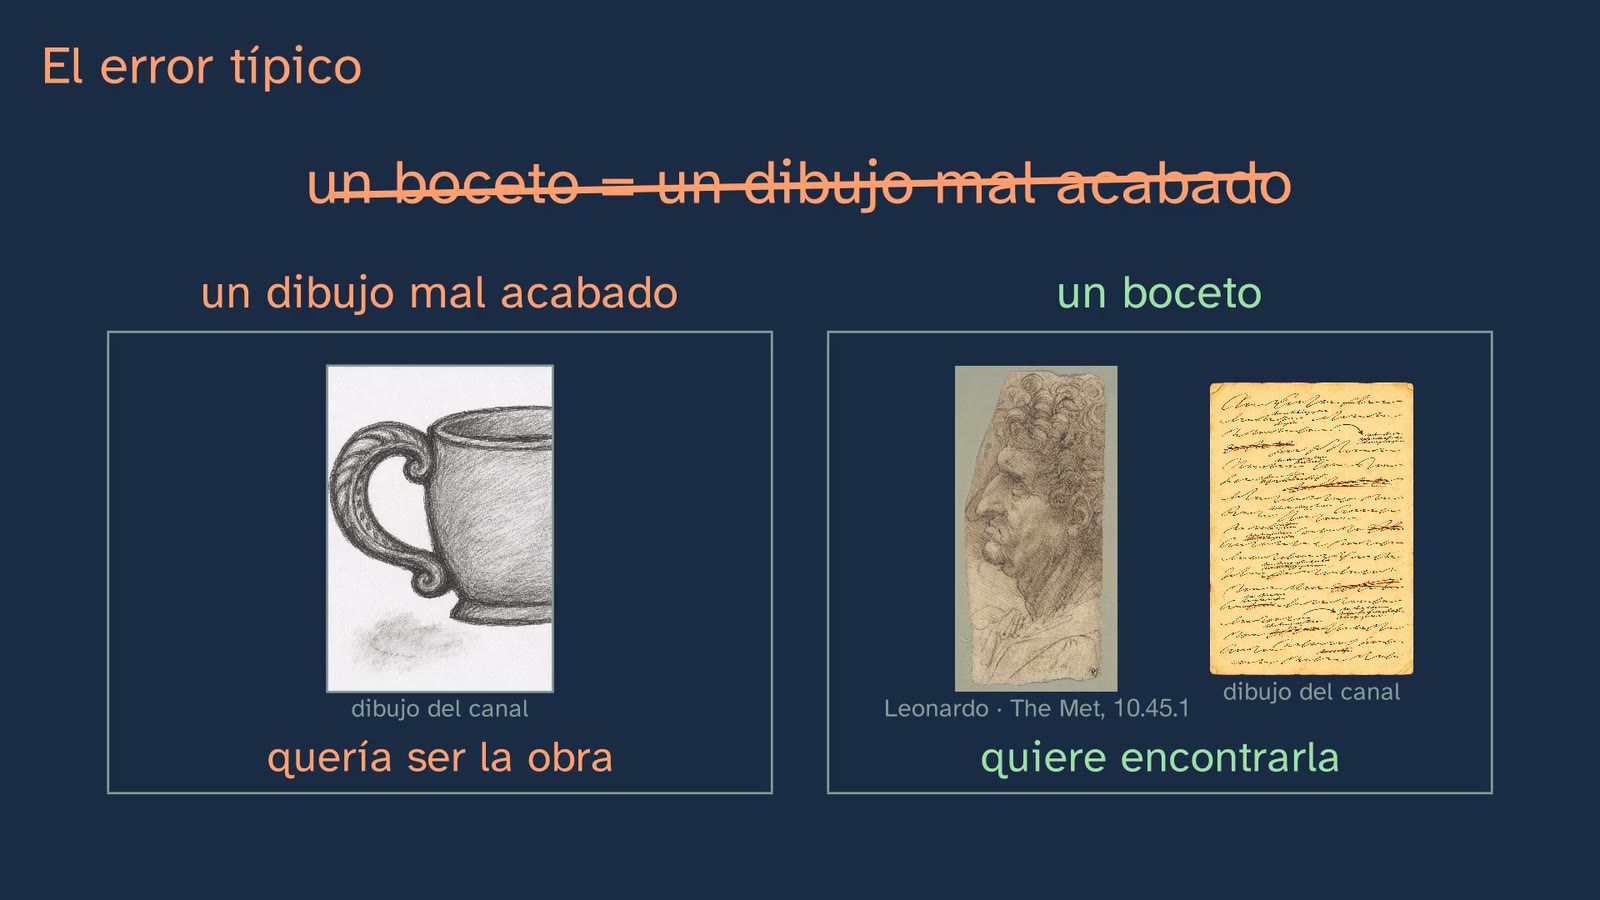 El error típico
un boceto = un dibujo mal acabado
un dibujo mal acabado
un boceto
dibujo del canal
Leonardo · The Met, 10.45.1
dibujo del canal
quería ser la obra
quiere encontrarla